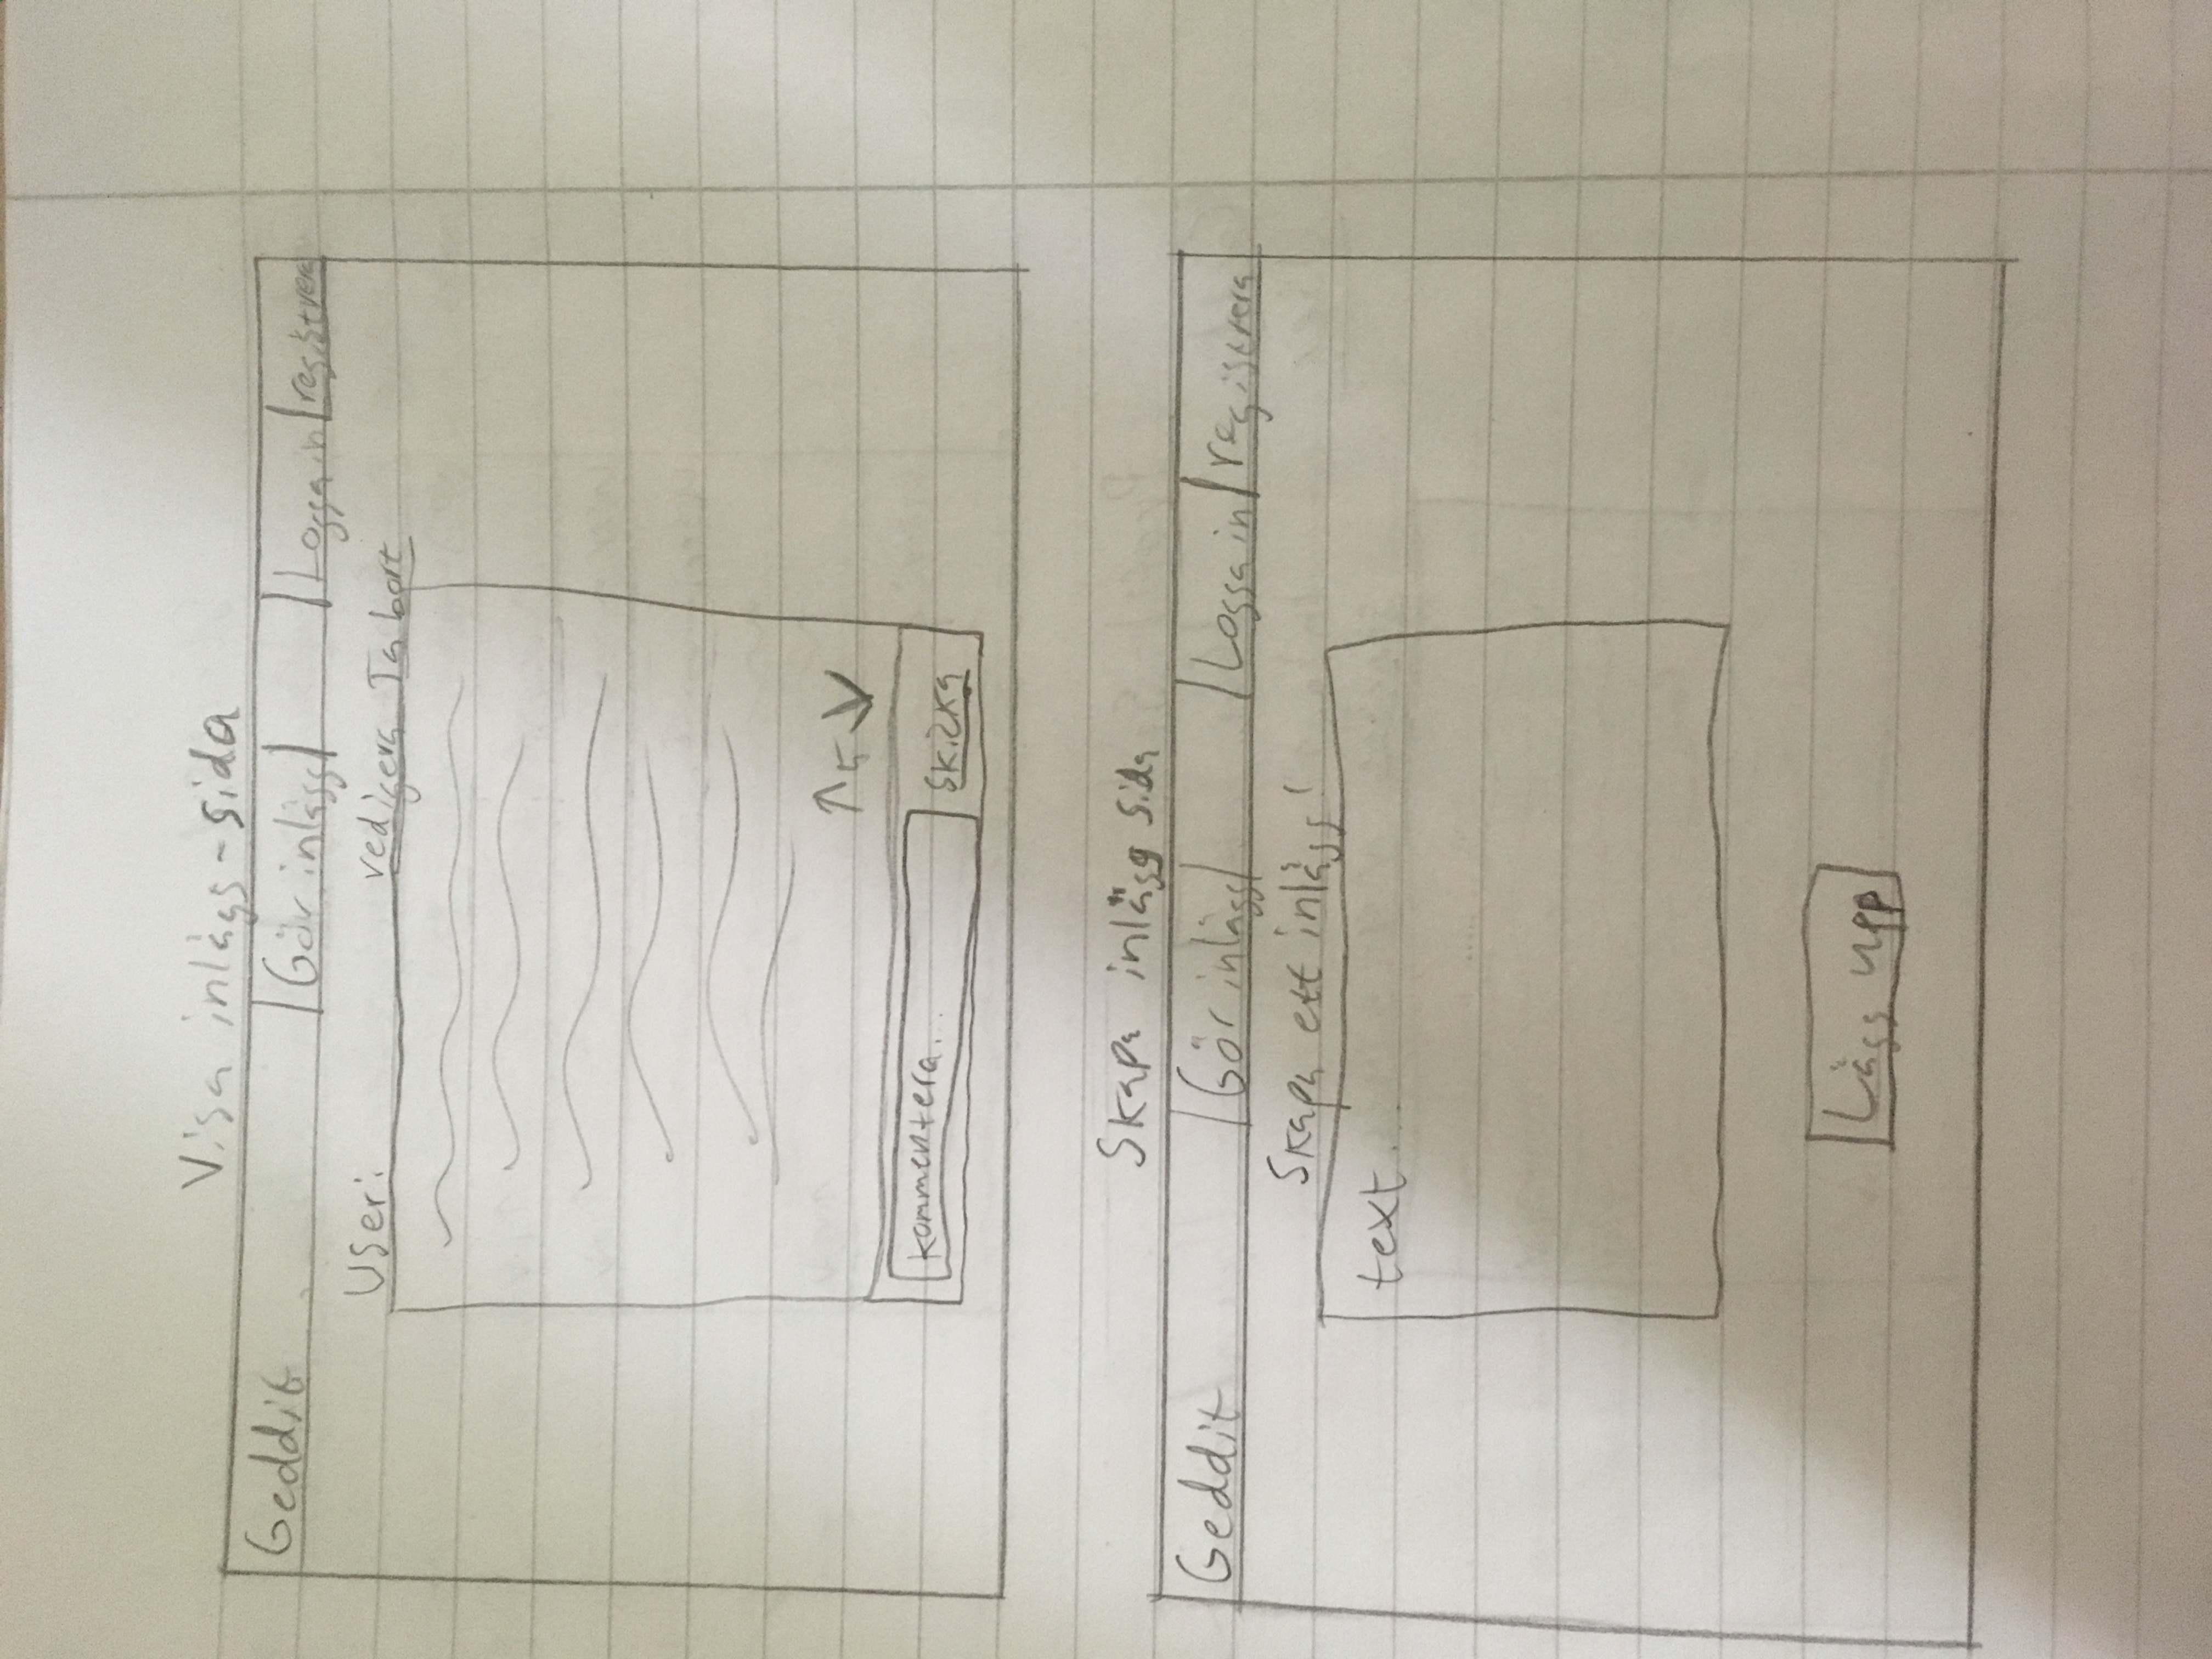 Visa inläggs-sida
Geddit Gör inlägg Logga in registrera
User: redigera Ta bort
↑ 5 ↓
kommentera... Skicka
Skapa inlägg sida
Geddit Gör inlägg Logga in registrera
Skapa ett inlägg!
text...
Lägg upp